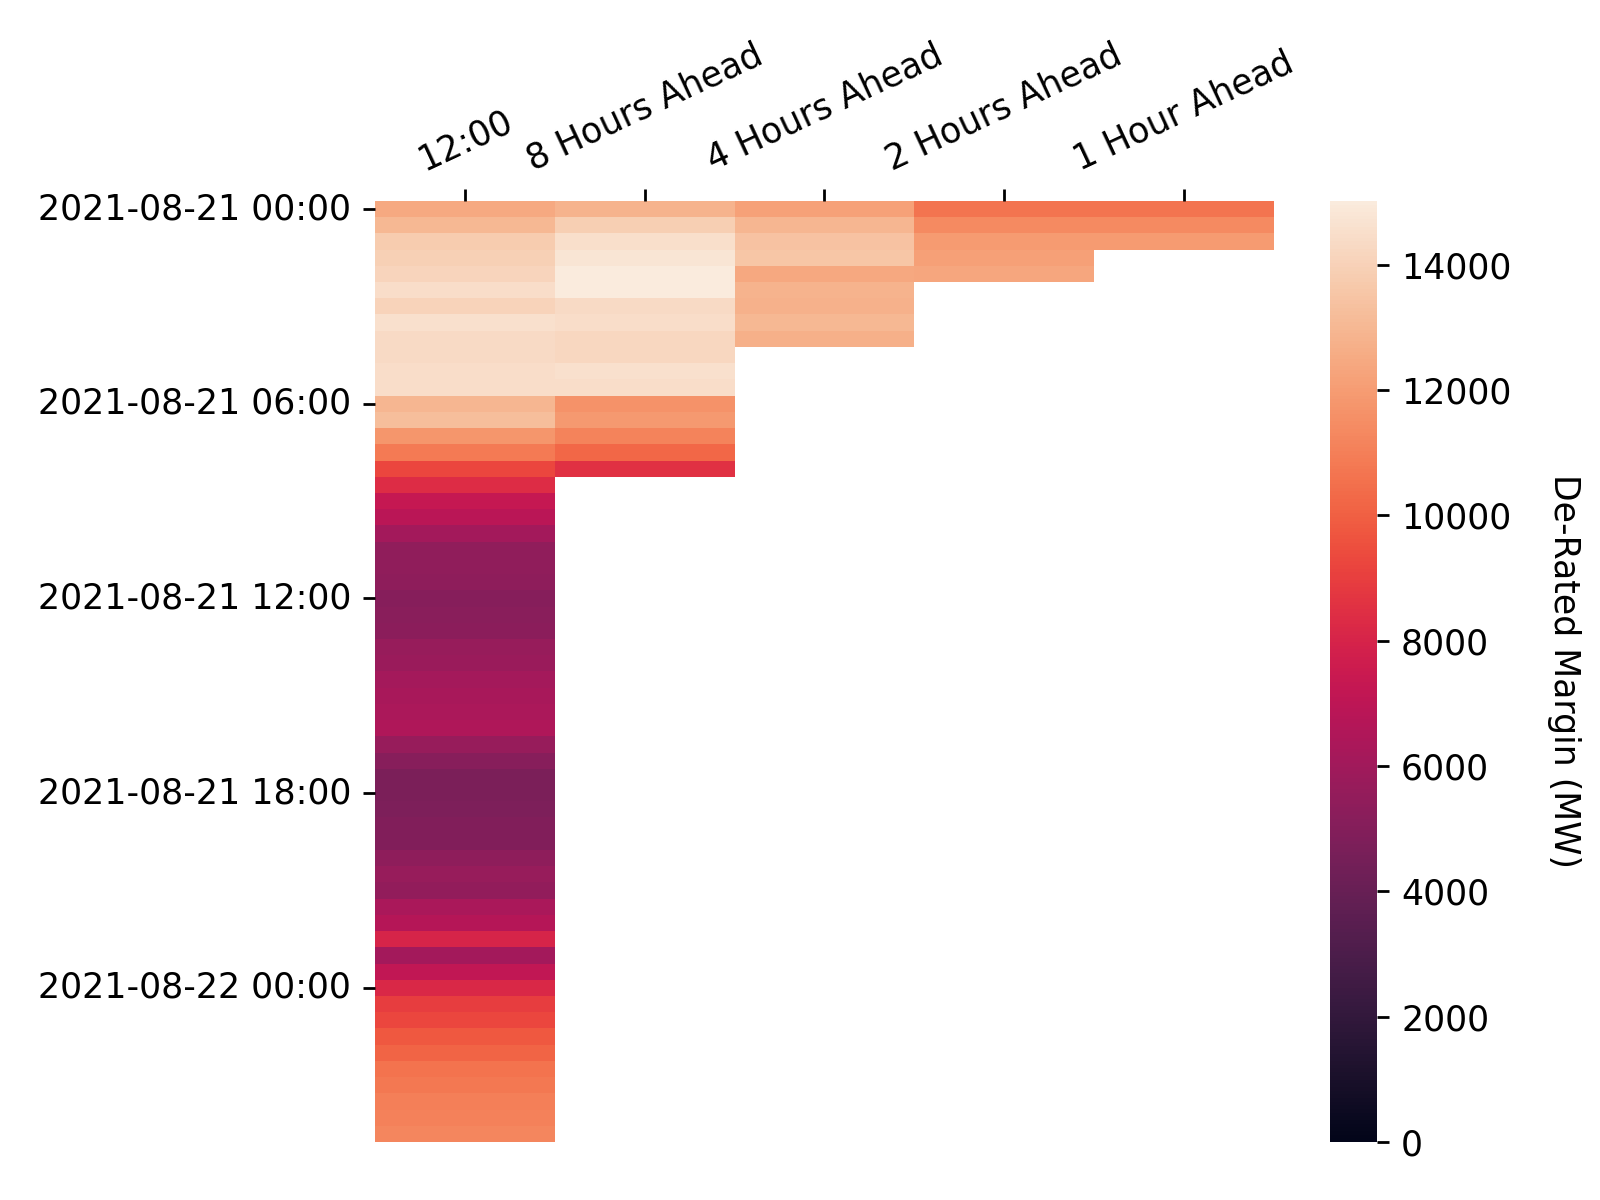 12:00
8 Hours Ahead
4 Hours Ahead
2 Hours Ahead
1 Hour Ahead
2021-08-21 00:00
2021-08-21 06:00
2021-08-21 12:00
2021-08-21 18:00
2021-08-22 00:00
14000
12000
10000
8000
6000
4000
2000
0
De-Rated Margin (MW)